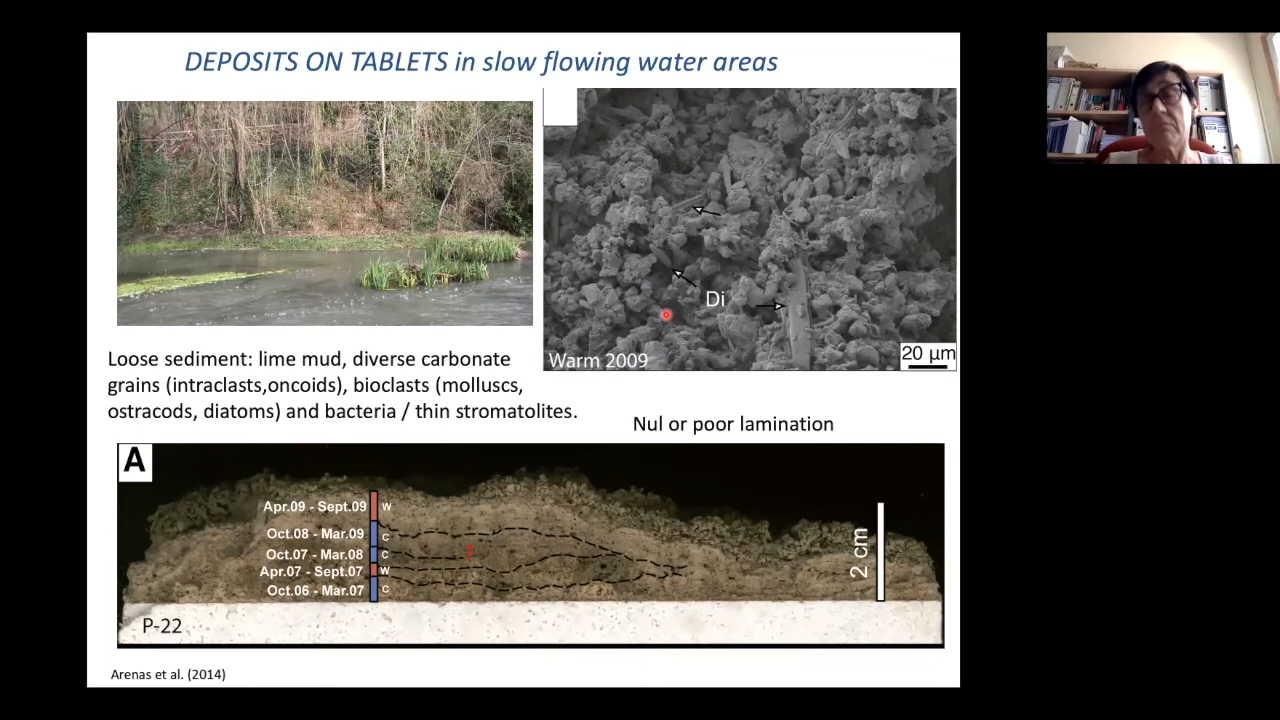 DEPOSITS ON TABLETS in slow flowing water areas
Di
Warm 2009
20 µm
Loose sediment: lime mud, diverse carbonate
grains (intraclasts,oncoids), bioclasts (molluscs,
ostracods, diatoms) and bacteria / thin stromatolites.
Nul or poor lamination
A
Apr.09 - Sept.09 W
Oct.08 - Mar.09 C
Oct.07 - Mar.08 C
?
Apr.07 - Sept.07 W
Oct.06 - Mar.07 C
2 cm
P-22
Arenas et al. (2014)